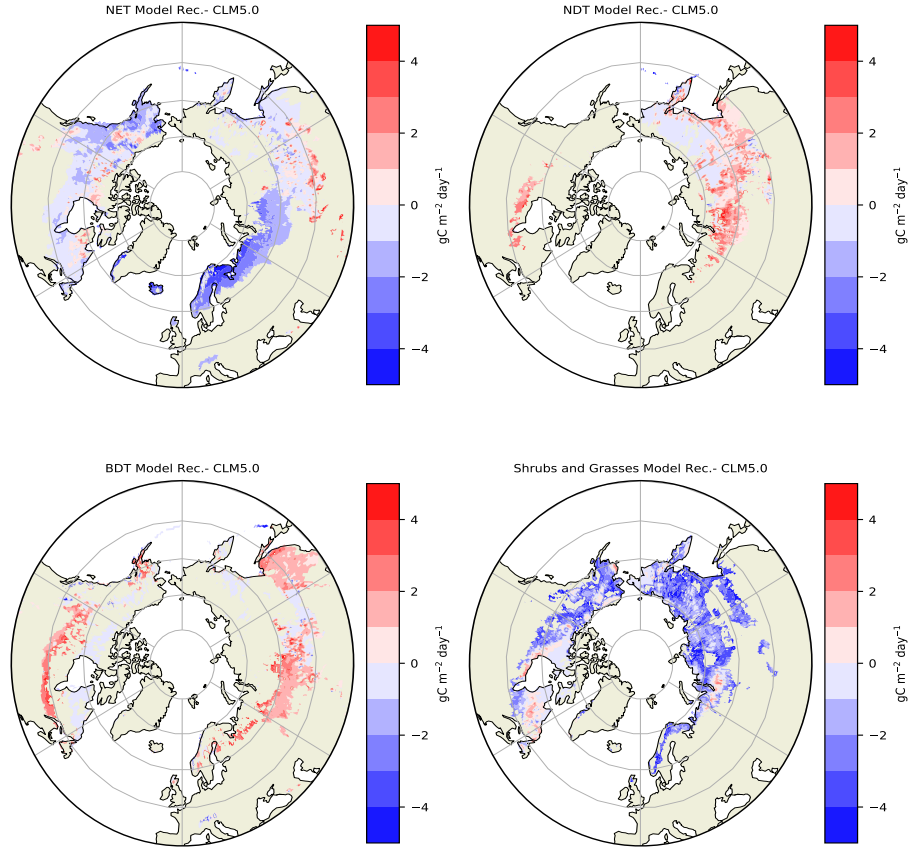 NET Model Rec.- CLM5.0
4
2
0
−2
−4
gC m⁻² day⁻¹
NDT Model Rec.- CLM5.0
4
2
0
−2
−4
gC m⁻² day⁻¹
BDT Model Rec.- CLM5.0
4
2
0
−2
−4
gC m⁻² day⁻¹
Shrubs and Grasses Model Rec.- CLM5.0
4
2
0
−2
−4
gC m⁻² day⁻¹